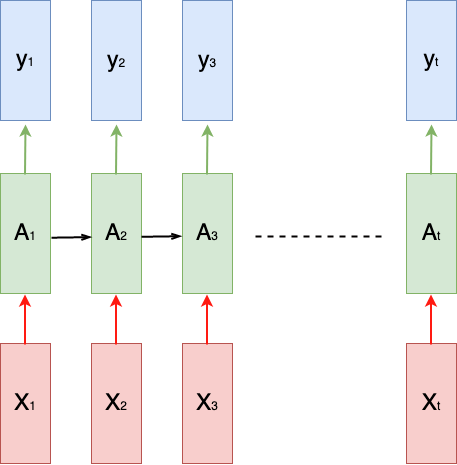 y1 y2 y3 yt
A1 A2 A3 At
X1 X2 X3 Xt